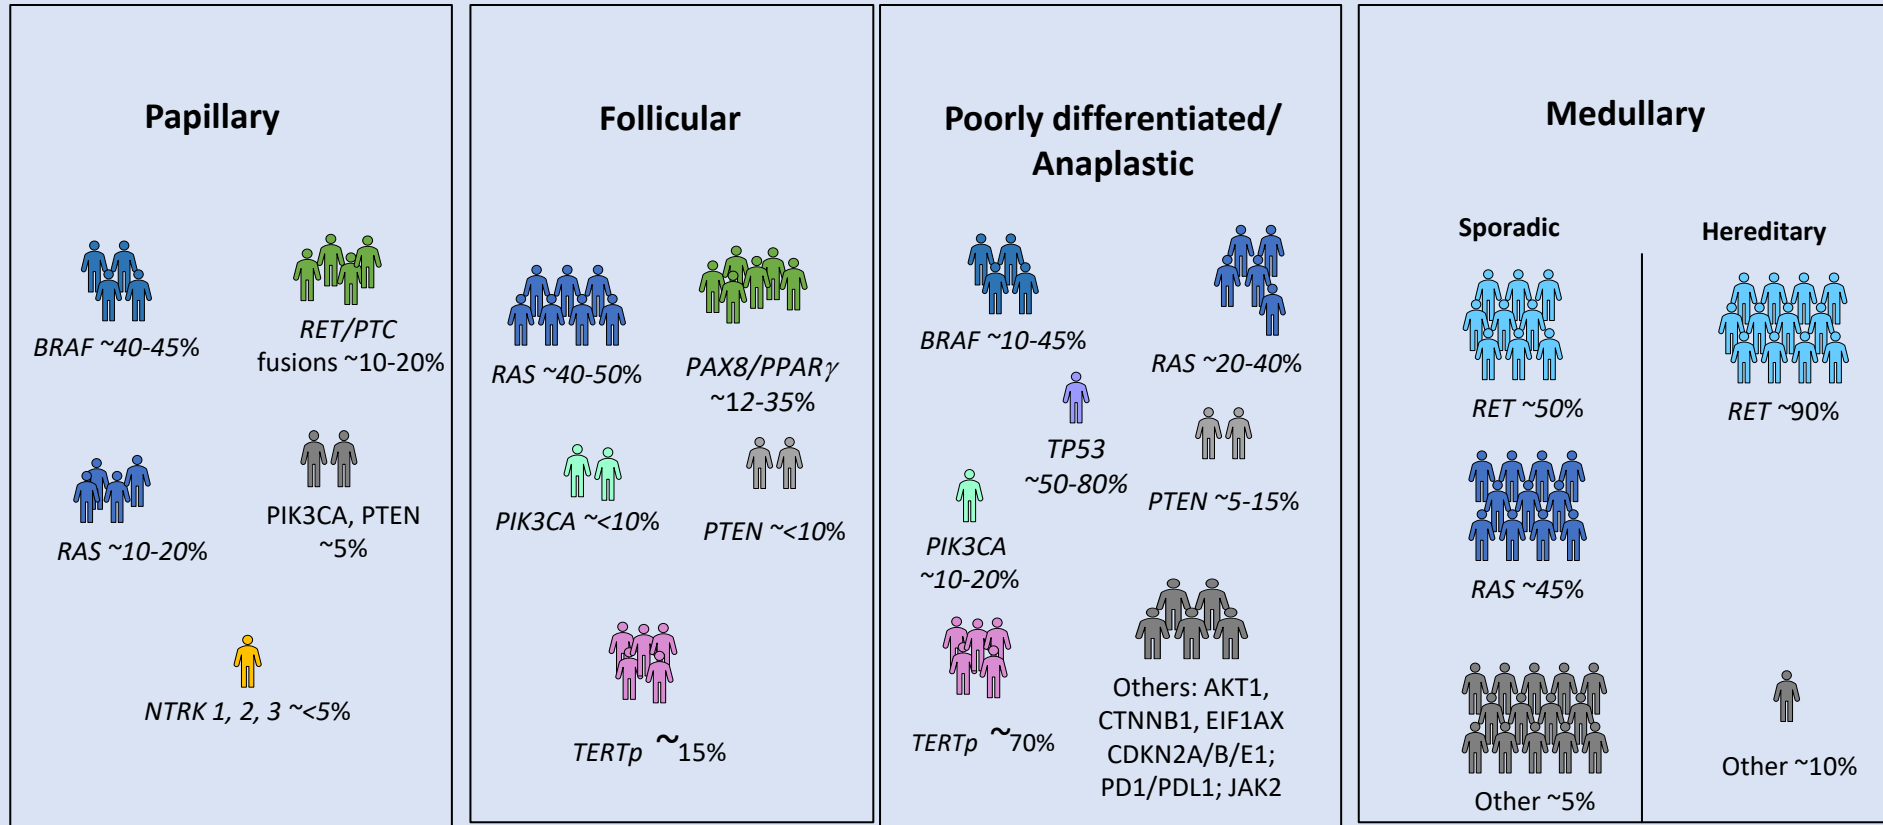 Papillary
BRAF ~40-45%
RET/PTC
fusions ~10-20%
RAS ~10-20%
PIK3CA, PTEN
~5%
NTRK 1, 2, 3 ~<5%
Follicular
RAS ~40-50%
PAX8/PPARγ
~12-35%
PIK3CA ~<10%
PTEN ~<10%
TERTp ~15%
Poorly differentiated/
Anaplastic
BRAF ~10-45%
RAS ~20-40%
TP53
~50-80%
PTEN ~5-15%
PIK3CA
~10-20%
TERTp ~70%
Others: AKT1,
CTNNB1, EIF1AX
CDKN2A/B/E1;
PD1/PDL1; JAK2
Medullary
Sporadic
RET ~50%
RAS ~45%
Other ~5%
Hereditary
RET ~90%
Other ~10%